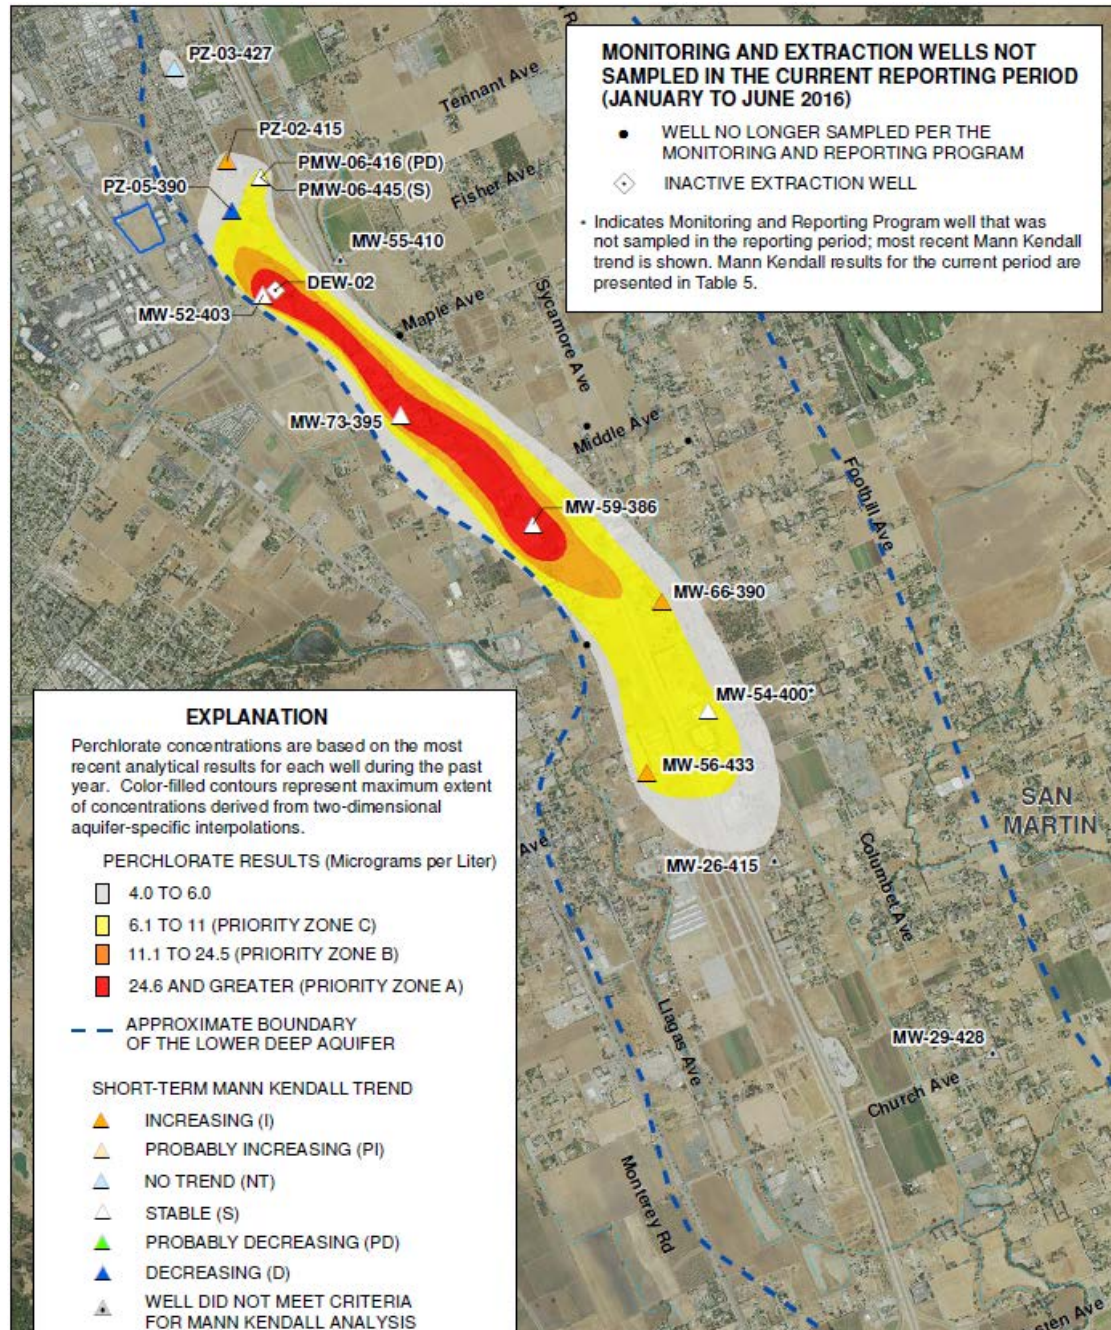 PZ-03-427
Tennant Ave
MONITORING AND EXTRACTION WELLS NOT
SAMPLED IN THE CURRENT REPORTING PERIOD
(JANUARY TO JUNE 2016)
WELL NO LONGER SAMPLED PER THE
MONITORING AND REPORTING PROGRAM
INACTIVE EXTRACTION WELL
* Indicates Monitoring and Reporting Program well that was
not sampled in the reporting period; most recent Mann Kendall
trend is shown. Mann Kendall results for the current period are
presented in Table 5.
PZ-02-415
PMW-06-416 (PD)
PZ-05-390
PMW-06-445 (S)
Fisher Ave
MW-55-410
DEW-02
MW-52-403
Maple Ave
Sycamore Ave
MW-73-395
Middle Ave
Foothill Ave
MW-59-386
MW-66-390
MW-54-400*
MW-56-433
SAN
MARTIN
Ave
MW-26-415
Columbet Ave
Llagas Ave
MW-29-428
Church Ave
Monterey Rd
sten Ave
EXPLANATION
Perchlorate concentrations are based on the most
recent analytical results for each well during the past
year. Color-filled contours represent maximum extent
of concentrations derived from two-dimensional
aquifer-specific interpolations.
PERCHLORATE RESULTS (Micrograms per Liter)
4.0 TO 6.0
6.1 TO 11 (PRIORITY ZONE C)
11.1 TO 24.5 (PRIORITY ZONE B)
24.6 AND GREATER (PRIORITY ZONE A)
APPROXIMATE BOUNDARY
OF THE LOWER DEEP AQUIFER
SHORT-TERM MANN KENDALL TREND
INCREASING (I)
PROBABLY INCREASING (PI)
NO TREND (NT)
STABLE (S)
PROBABLY DECREASING (PD)
DECREASING (D)
WELL DID NOT MEET CRITERIA
FOR MANN KENDALL ANALYSIS